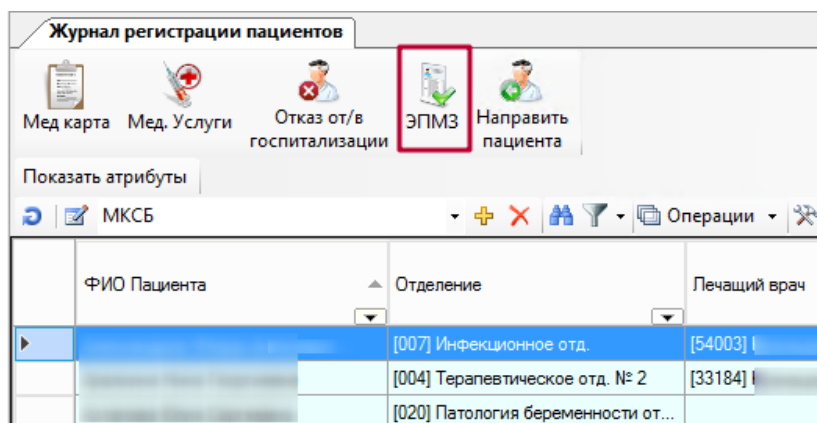 Журнал регистрации пациентов
Мед карта
Мед. Услуги
Отказ от/в
госпитализации
ЭПМЗ
Направить
пациента
Показать атрибуты
МКСБ
Операции
ФИО Пациента
Отделение
Лечащий врач
[007] Инфекционное отд.
[54003]
[004] Терапевтическое отд. № 2
[33184]
[020] Патология беременности от...